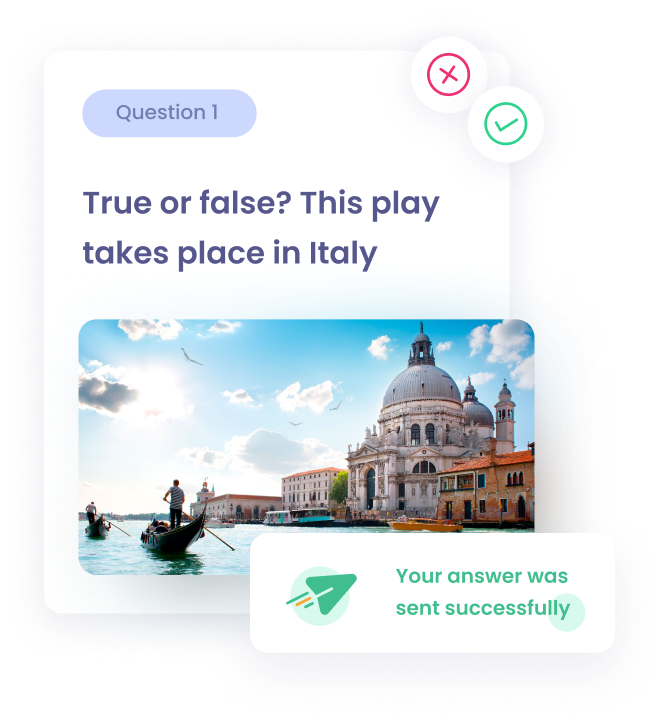 Question 1
True or false? This play
takes place in Italy
Your answer was
sent successfully